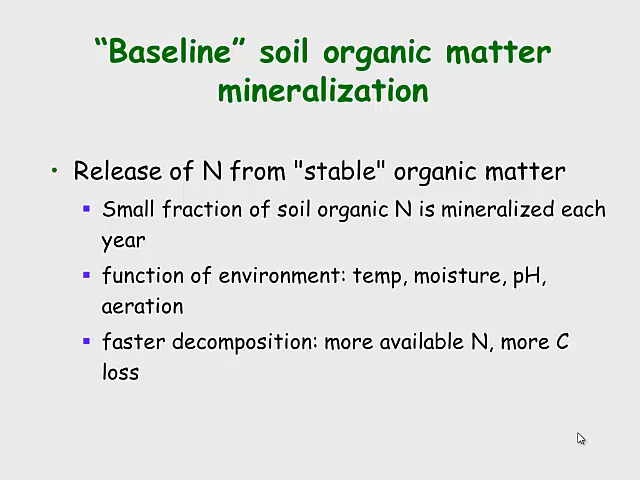 “Baseline” soil organic matter
mineralization
• Release of N from "stable" organic matter
▪ Small fraction of soil organic N is mineralized each
year
▪ function of environment: temp, moisture, pH,
aeration
▪ faster decomposition: more available N, more C
loss